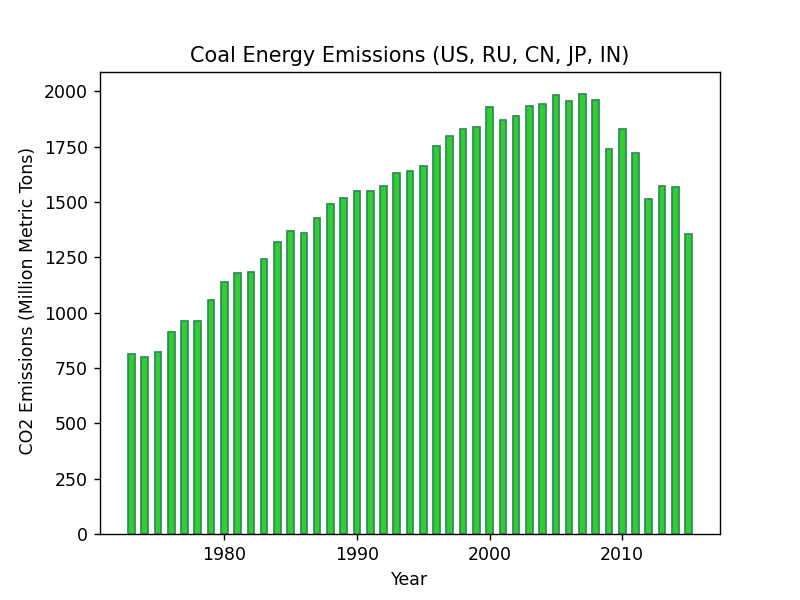 Coal Energy Emissions (US, RU, CN, JP, IN)
CO2 Emissions (Million Metric Tons)
2000
1750
1500
1250
1000
750
500
250
0
1980 1990 2000 2010
Year